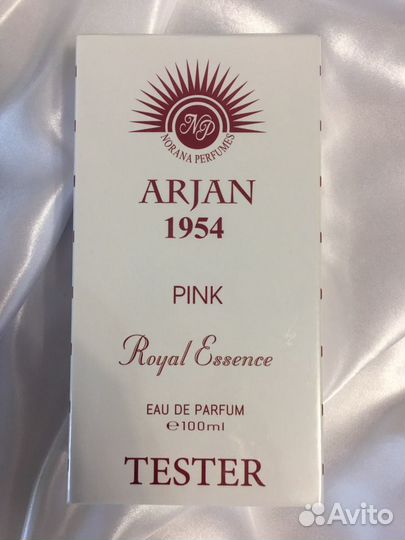 NP
NORANA PERFUMES
ARJAN
1954
PINK
Royal Essence
EAU DE PARFUM
℮100ml
TESTER
Avito